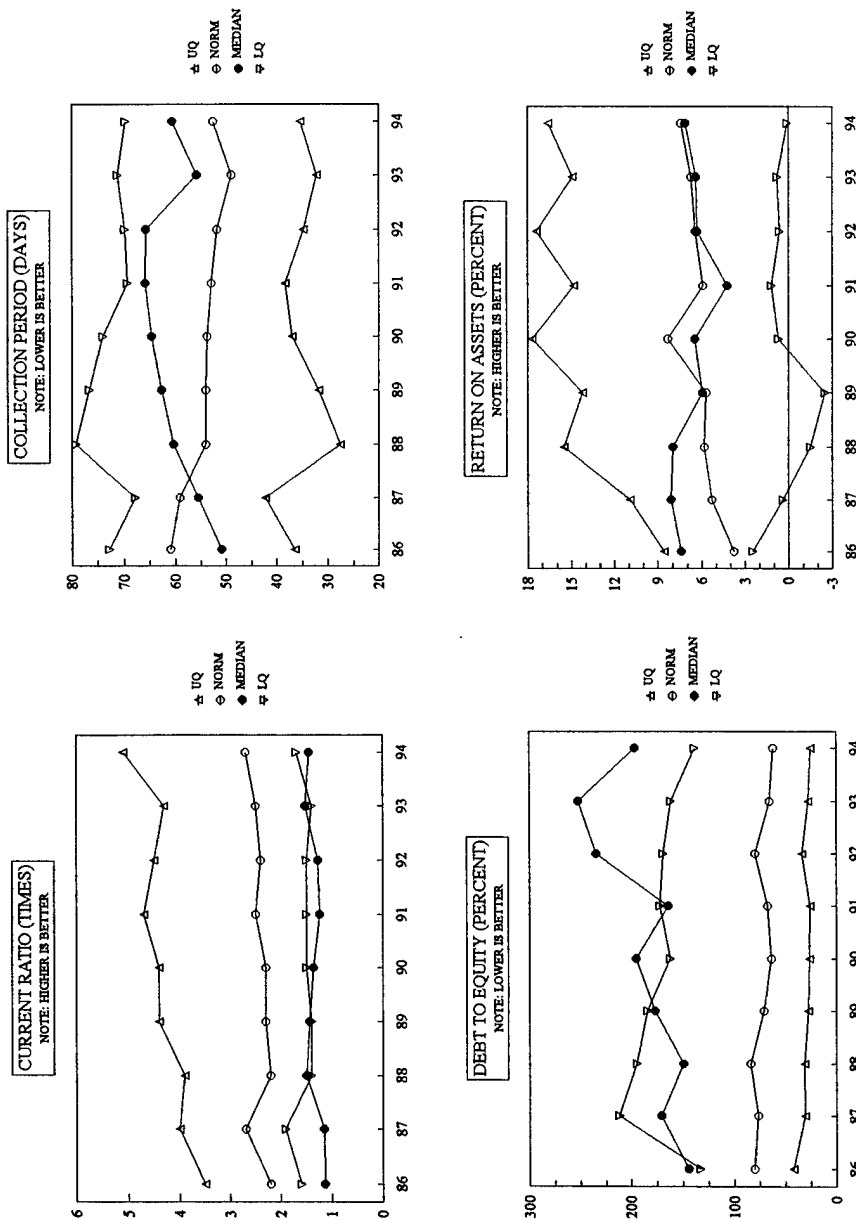 CURRENT RATIO (TIMES)
NOTE: HIGHER IS BETTER
6
5
4
3
2
1
0
86
87
88
89
90
91
92
93
94
UQ
NORM
MEDIAN
LQ
COLLECTION PERIOD (DAYS)
NOTE: LOWER IS BETTER
80
70
60
50
40
30
20
86
87
88
89
90
91
92
93
94
UQ
NORM
MEDIAN
LQ
DEBT TO EQUITY (PERCENT)
NOTE: LOWER IS BETTER
300
200
100
0
86
87
88
89
90
91
92
93
94
UQ
NORM
MEDIAN
LQ
RETURN ON ASSETS (PERCENT)
NOTE: HIGHER IS BETTER
18
15
12
9
6
3
0
-3
86
87
88
89
90
91
92
93
94
UQ
NORM
MEDIAN
LQ